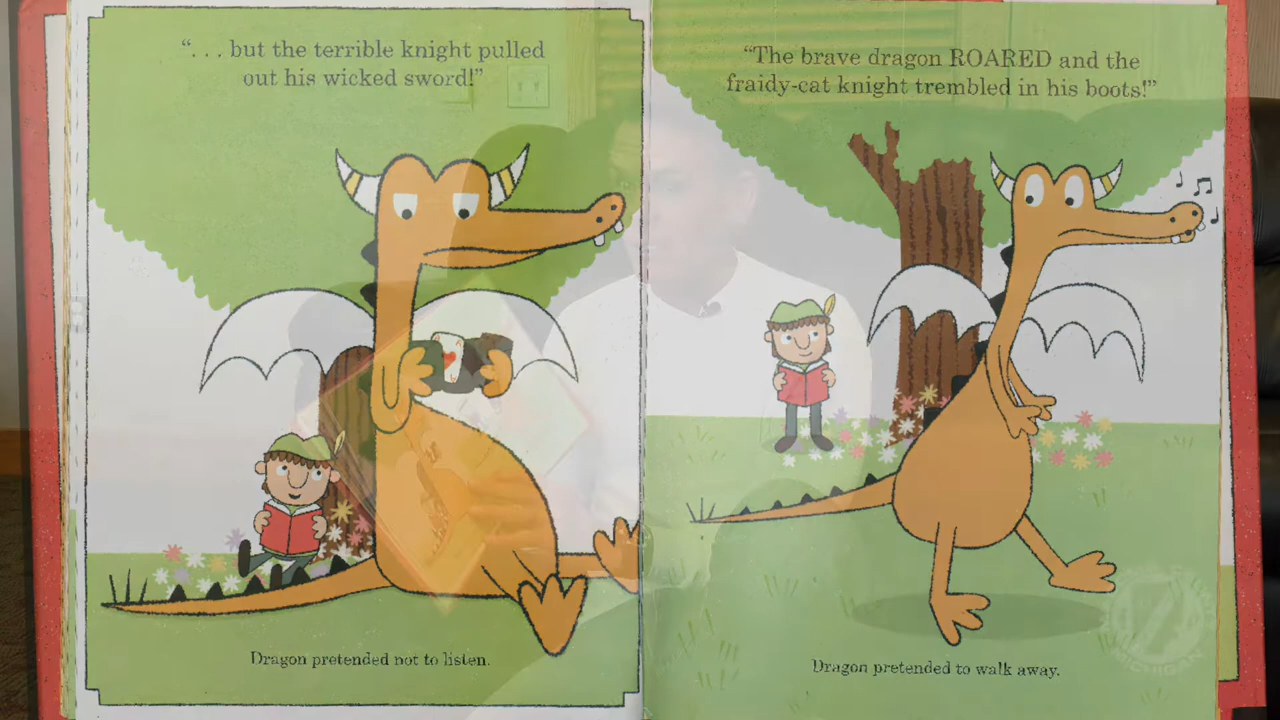 “. . . but the terrible knight pulled
out his wicked sword!”
Dragon pretended not to listen.
“The brave dragon ROARED and the
fraidy-cat knight trembled in his boots!”
Dragon pretended to walk away.
MICHIGAN